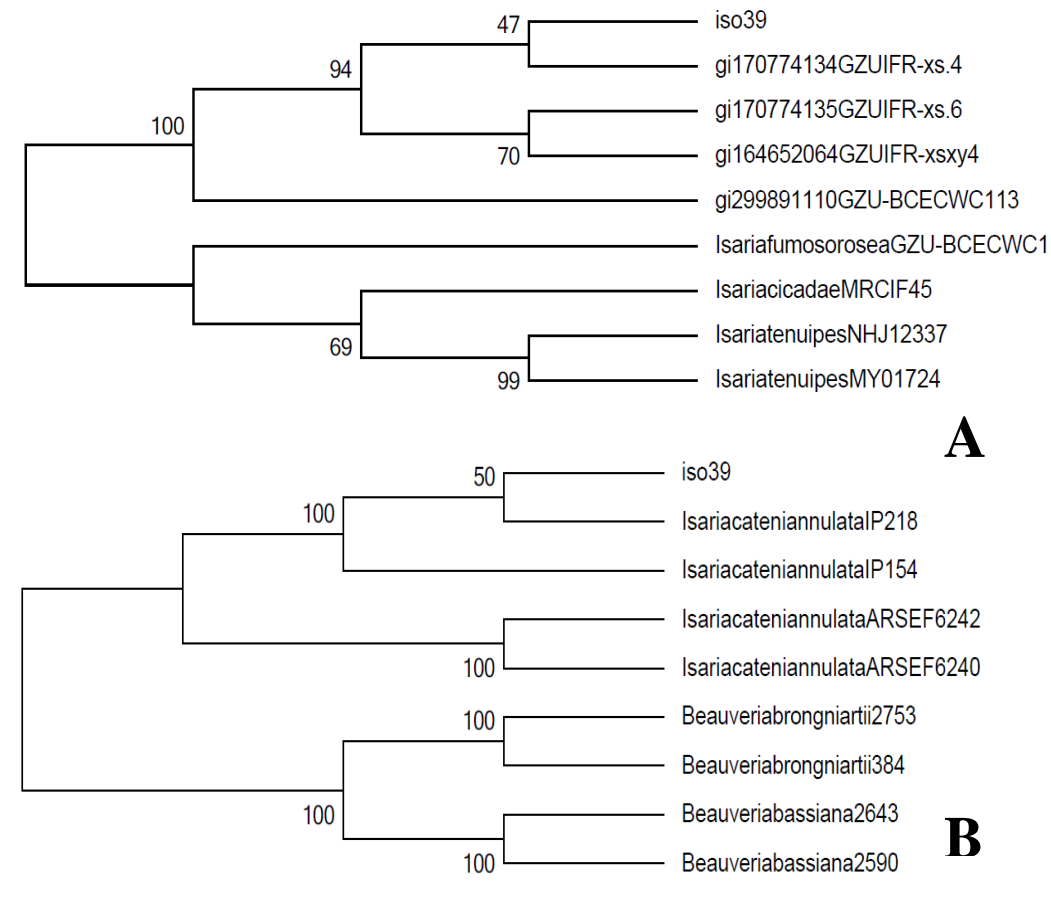 47
iso39
94
gi170774134GZUIFR-xs.4
100
gi170774135GZUIFR-xs.6
70
gi164652064GZUIFR-xsxy4
gi299891110GZU-BCECWC113
IsariafumosoroseaGZU-BCECWC1
IsariacicadaeMRCIF45
69
IsariatenuipesNHJ12337
99
IsariatenuipesMY01724
A
50
iso39
100
IsariacateniannulataIP218
IsariacateniannulataIP154
IsariacateniannulataARSEF6242
100
IsariacateniannulataARSEF6240
100
Beauveriabrongniartii2753
Beauveriabrongniartii384
100
Beauveriabassiana2643
B
100
Beauveriabassiana2590